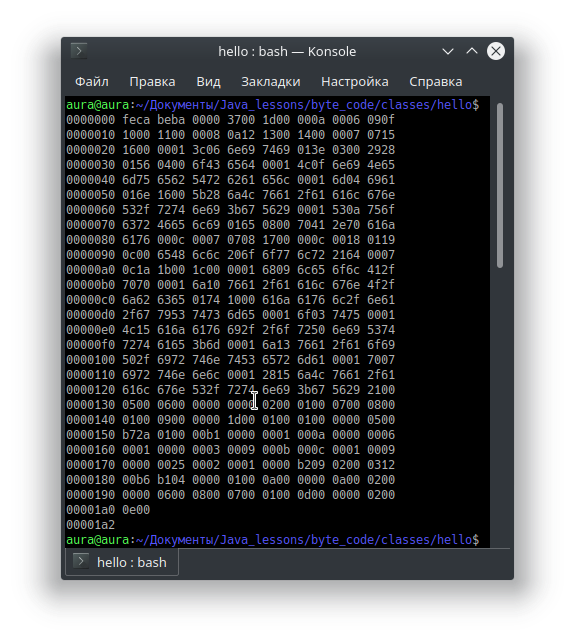 hello : bash — Konsole
Файл Правка Вид Закладки Настройка Справка
aura@aura:~/Документы/Java_lessons/byte_code/classes/hello$
0000000 feca beba 0000 3700 1d00 000a 0006 090f
0000010 1000 1100 0008 0a12 1300 1400 0007 0715
0000020 1600 0001 3c06 6e69 7469 013e 0300 2928
0000030 0156 0400 6f43 6564 0001 4c0f 6e69 4e65
0000040 6d75 6562 5472 6261 656c 0001 6d04 6961
0000050 016e 1600 5b28 6a4c 7661 2f61 616c 676e
0000060 532f 7274 6e69 3b67 5629 0001 530a 756f
0000070 6372 4665 6c69 0165 0800 7041 2e70 616a
0000080 6176 000c 0007 0708 1700 000c 0018 0119
0000090 0c00 6548 6c6c 206f 6f77 6c72 2164 0007
00000a0 0c1a 1b00 1c00 0001 6809 6c65 6f6c 412f
00000b0 7070 0001 6a10 7661 2f61 616c 676e 4f2f
00000c0 6a62 6365 0174 1000 616a 6176 6c2f 6e61
00000d0 2f67 7953 7473 6d65 0001 6f03 7475 0001
00000e0 4c15 616a 6176 692f 2f6f 7250 6e69 5374
00000f0 7274 6165 3b6d 0001 6a13 7661 2f61 6f69
0000100 502f 6972 746e 7453 6572 6d61 0001 7007
0000110 6972 746e 6e6c 0001 2815 6a4c 7661 2f61
0000120 616c 676e 532f 7274 6e69 3b67 5629 2100
0000130 0500 0600 0000 0000 0200 0100 0700 0800
0000140 0100 0900 0000 1d00 0100 0100 0000 0500
0000150 b72a 0100 00b1 0000 0001 000a 0000 0006
0000160 0001 0000 0003 0009 000b 000c 0001 0009
0000170 0000 0025 0002 0001 0000 b209 0200 0312
0000180 00b6 b104 0000 0100 0a00 0000 0a00 0200
0000190 0000 0600 0800 0700 0100 0d00 0000 0200
00001a0 0e00
00001a2
aura@aura:~/Документы/Java_lessons/byte_code/classes/hello$
hello : bash